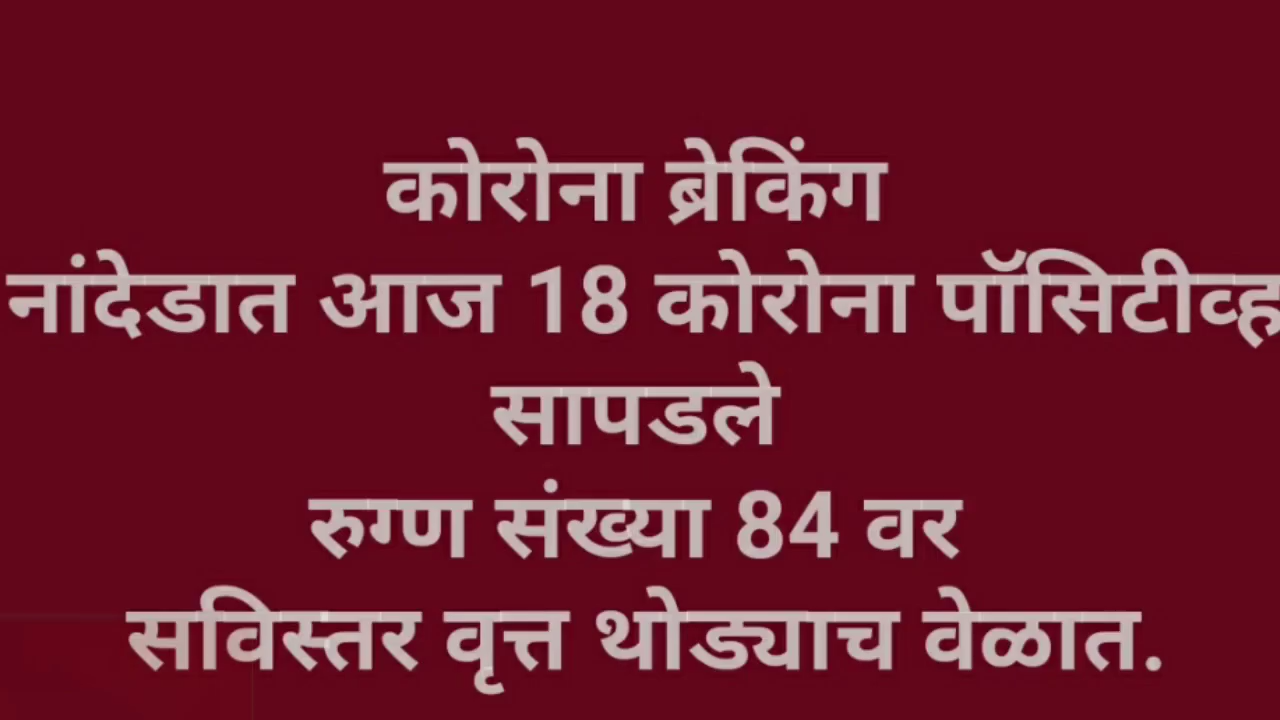 कोरोना ब्रेकिंग
नांदेडात आज 18 कोरोना पॉसिटीव्ह
सापडले
रुग्ण संख्या 84 वर
सविस्तर वृत्त थोड्याच वेळात.